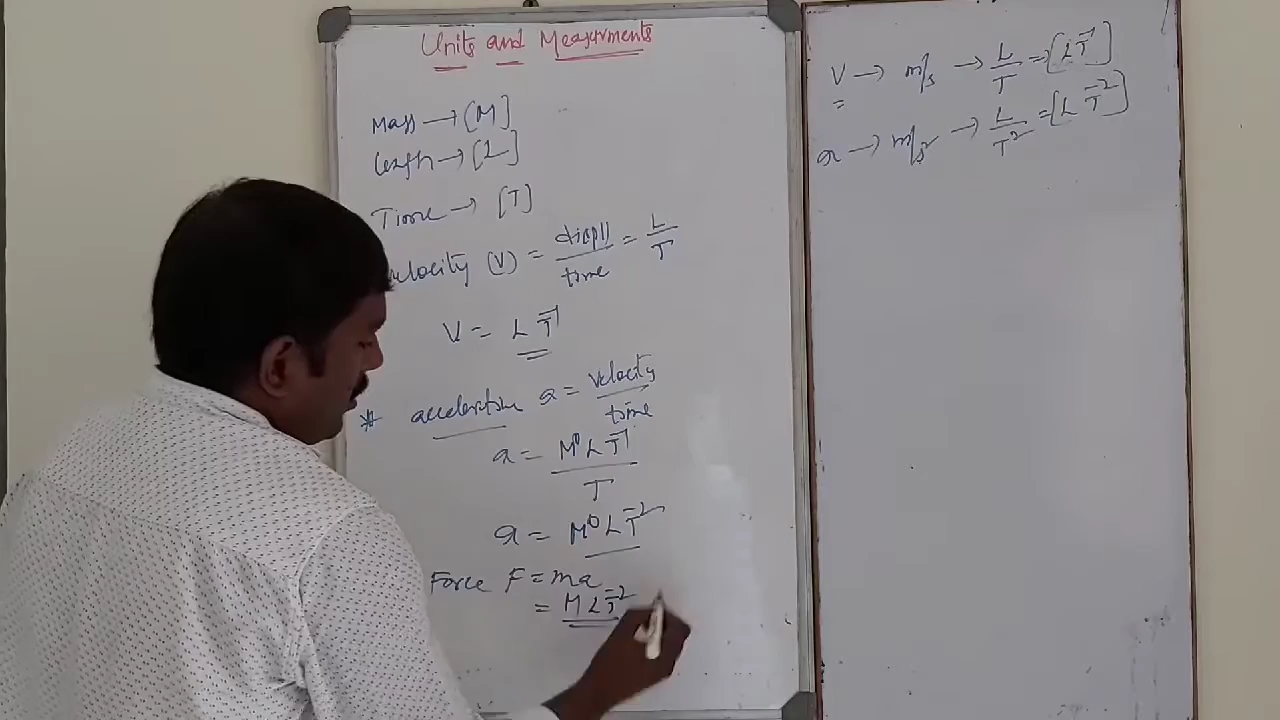 Units and Measurments
Mass → [M]
length → [L]
Time → [T]
velocity (V) = displ / time = L/T
V = L T⁻¹
* acceleration a = velocity / time
a = M⁰ L T⁻¹ / T
a = M⁰ L T⁻²
Force F = ma
= M L T⁻²
V → m/s → L/T = [L T⁻¹]
a → m/s² → L/T² = [L T⁻²]